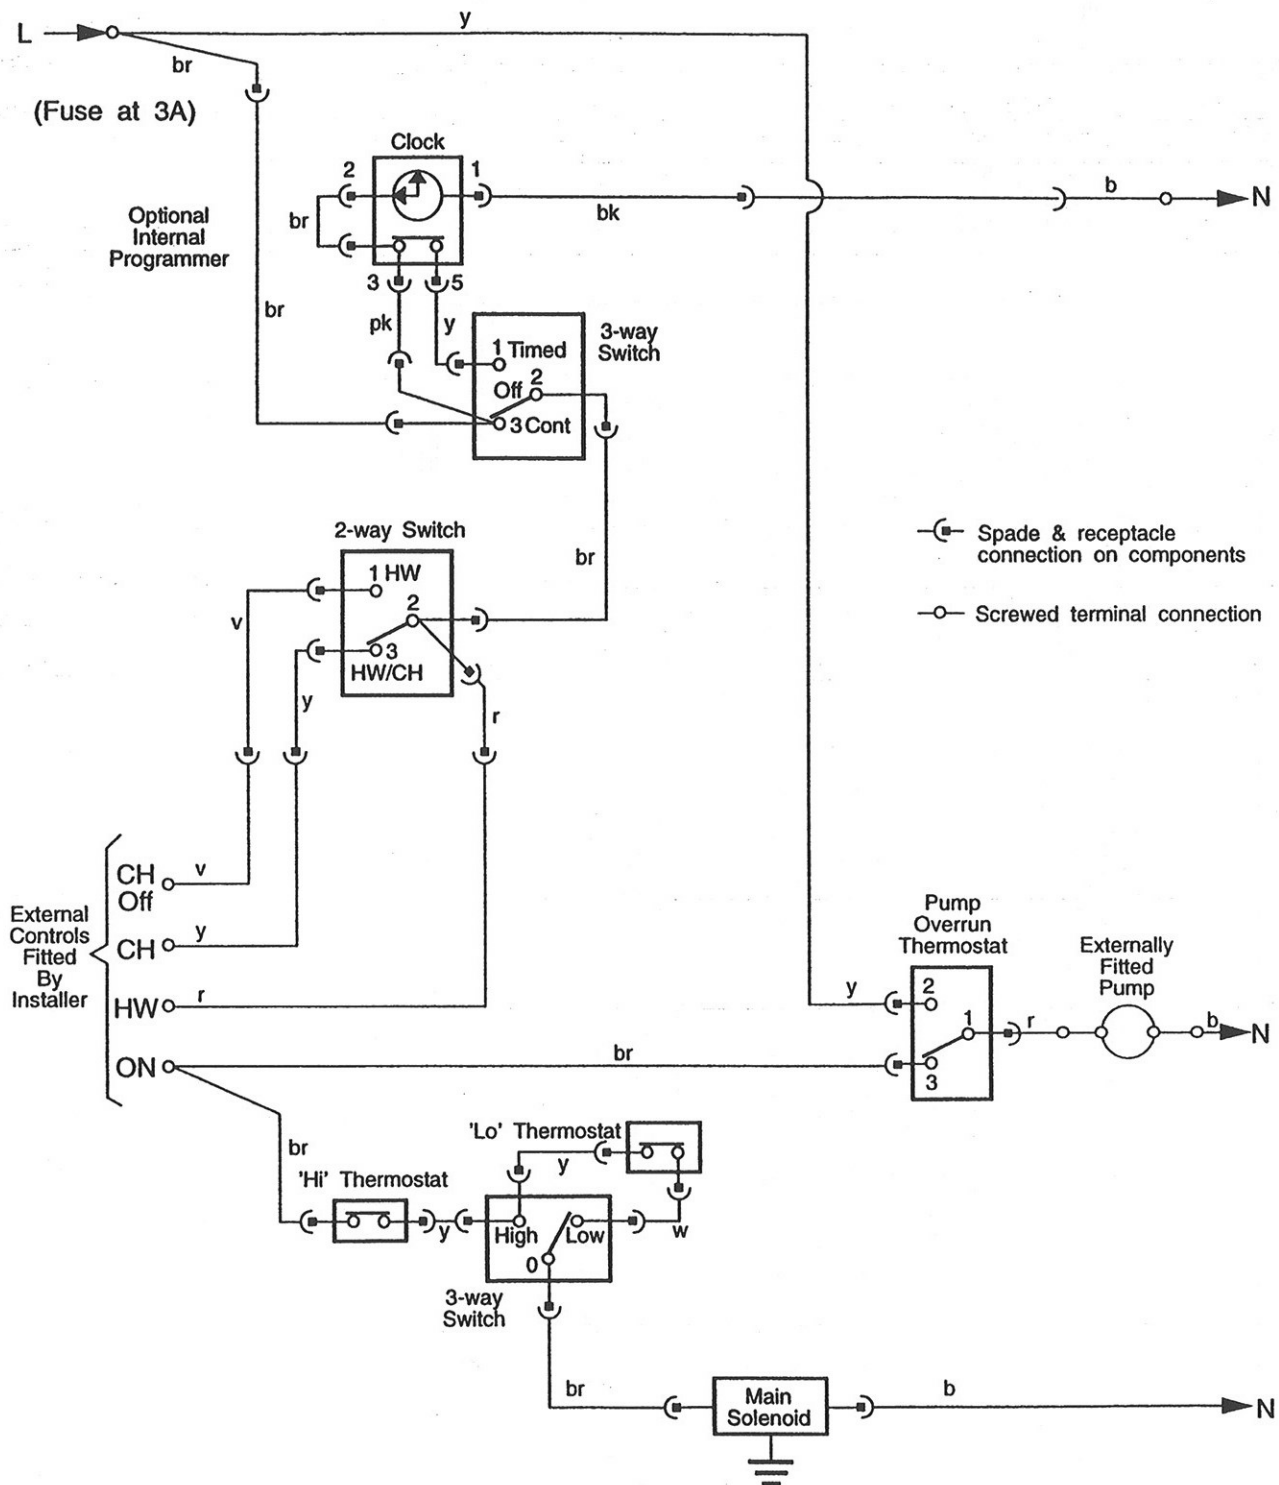 L
y
br
(Fuse at 3A)
Clock
2
1
br
bk
b
N
Optional
Internal
Programmer
3
5
br
pk
y
3-way
Switch
1 Timed
Off 2
3 Cont
2-way Switch
br
Spade & receptacle
connection on components
1 HW
2
Screwed terminal connection
v
3
HW/CH
y
r
External
Controls
Fitted
By
Installer
CH
Off
v
CH
y
HW
r
ON
br
Pump
Overrun
Thermostat
Externally
Fitted
Pump
y
2
1
r
b
N
3
br
'Lo' Thermostat
y
'Hi' Thermostat
y
High
Low
w
0
3-way
Switch
br
Main
Solenoid
b
N